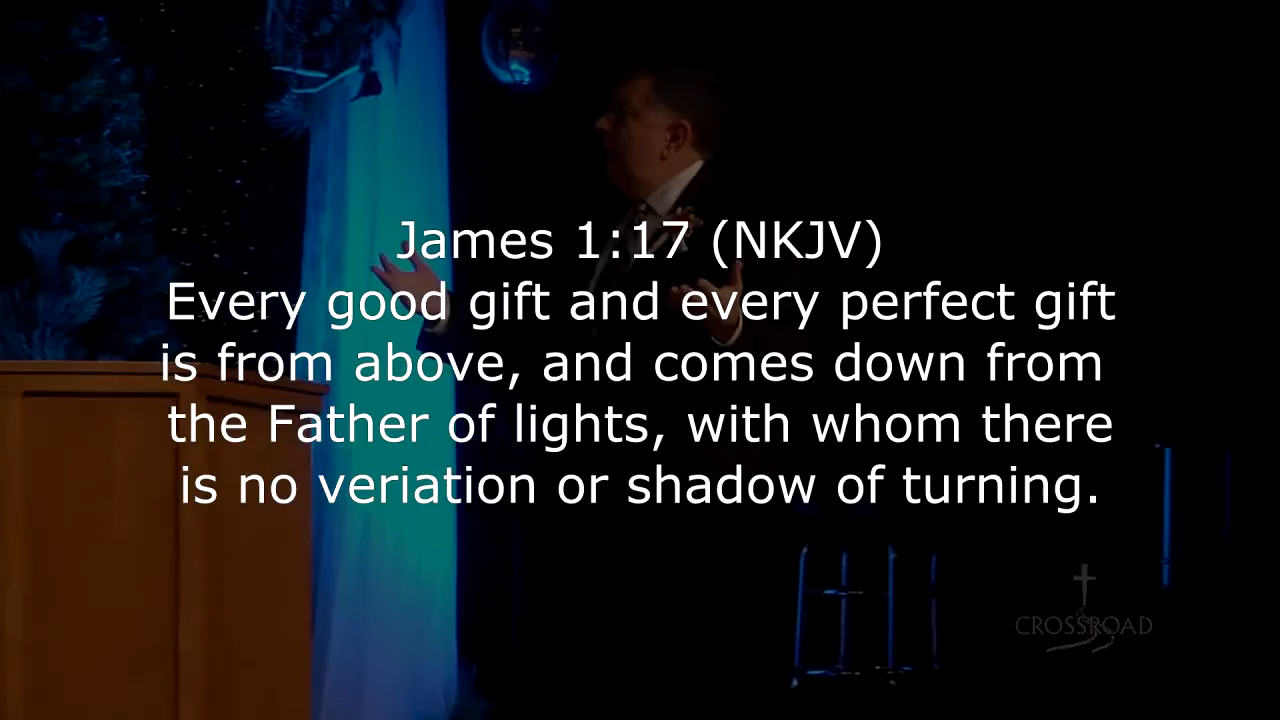 James 1:17 (NKJV)
Every good gift and every perfect gift
is from above, and comes down from
the Father of lights, with whom there
is no veriation or shadow of turning.
CROSSROAD